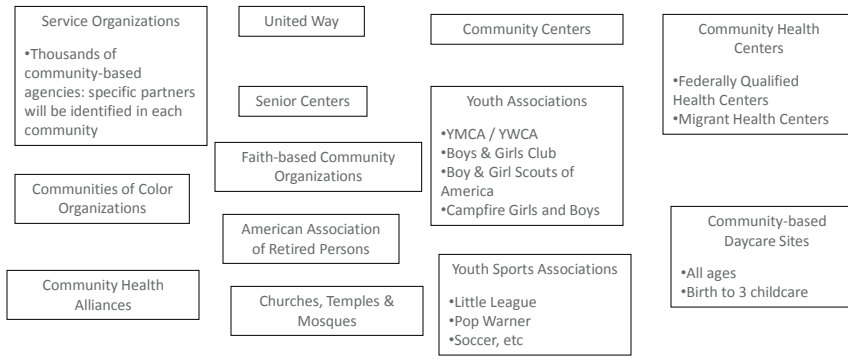 Service Organizations
•Thousands of
community-based
agencies: specific partners
will be identified in each
community
Communities of Color
Organizations
Community Health
Alliances
United Way
Senior Centers
Faith-based Community
Organizations
American Association
of Retired Persons
Churches, Temples &
Mosques
Community Centers
Youth Associations
•YMCA / YWCA
•Boys & Girls Club
•Boy & Girl Scouts of
America
•Campfire Girls and Boys
Youth Sports Associations
•Little League
•Pop Warner
•Soccer, etc
Community Health
Centers
•Federally Qualified
Health Centers
•Migrant Health Centers
Community-based
Daycare Sites
•All ages
•Birth to 3 childcare